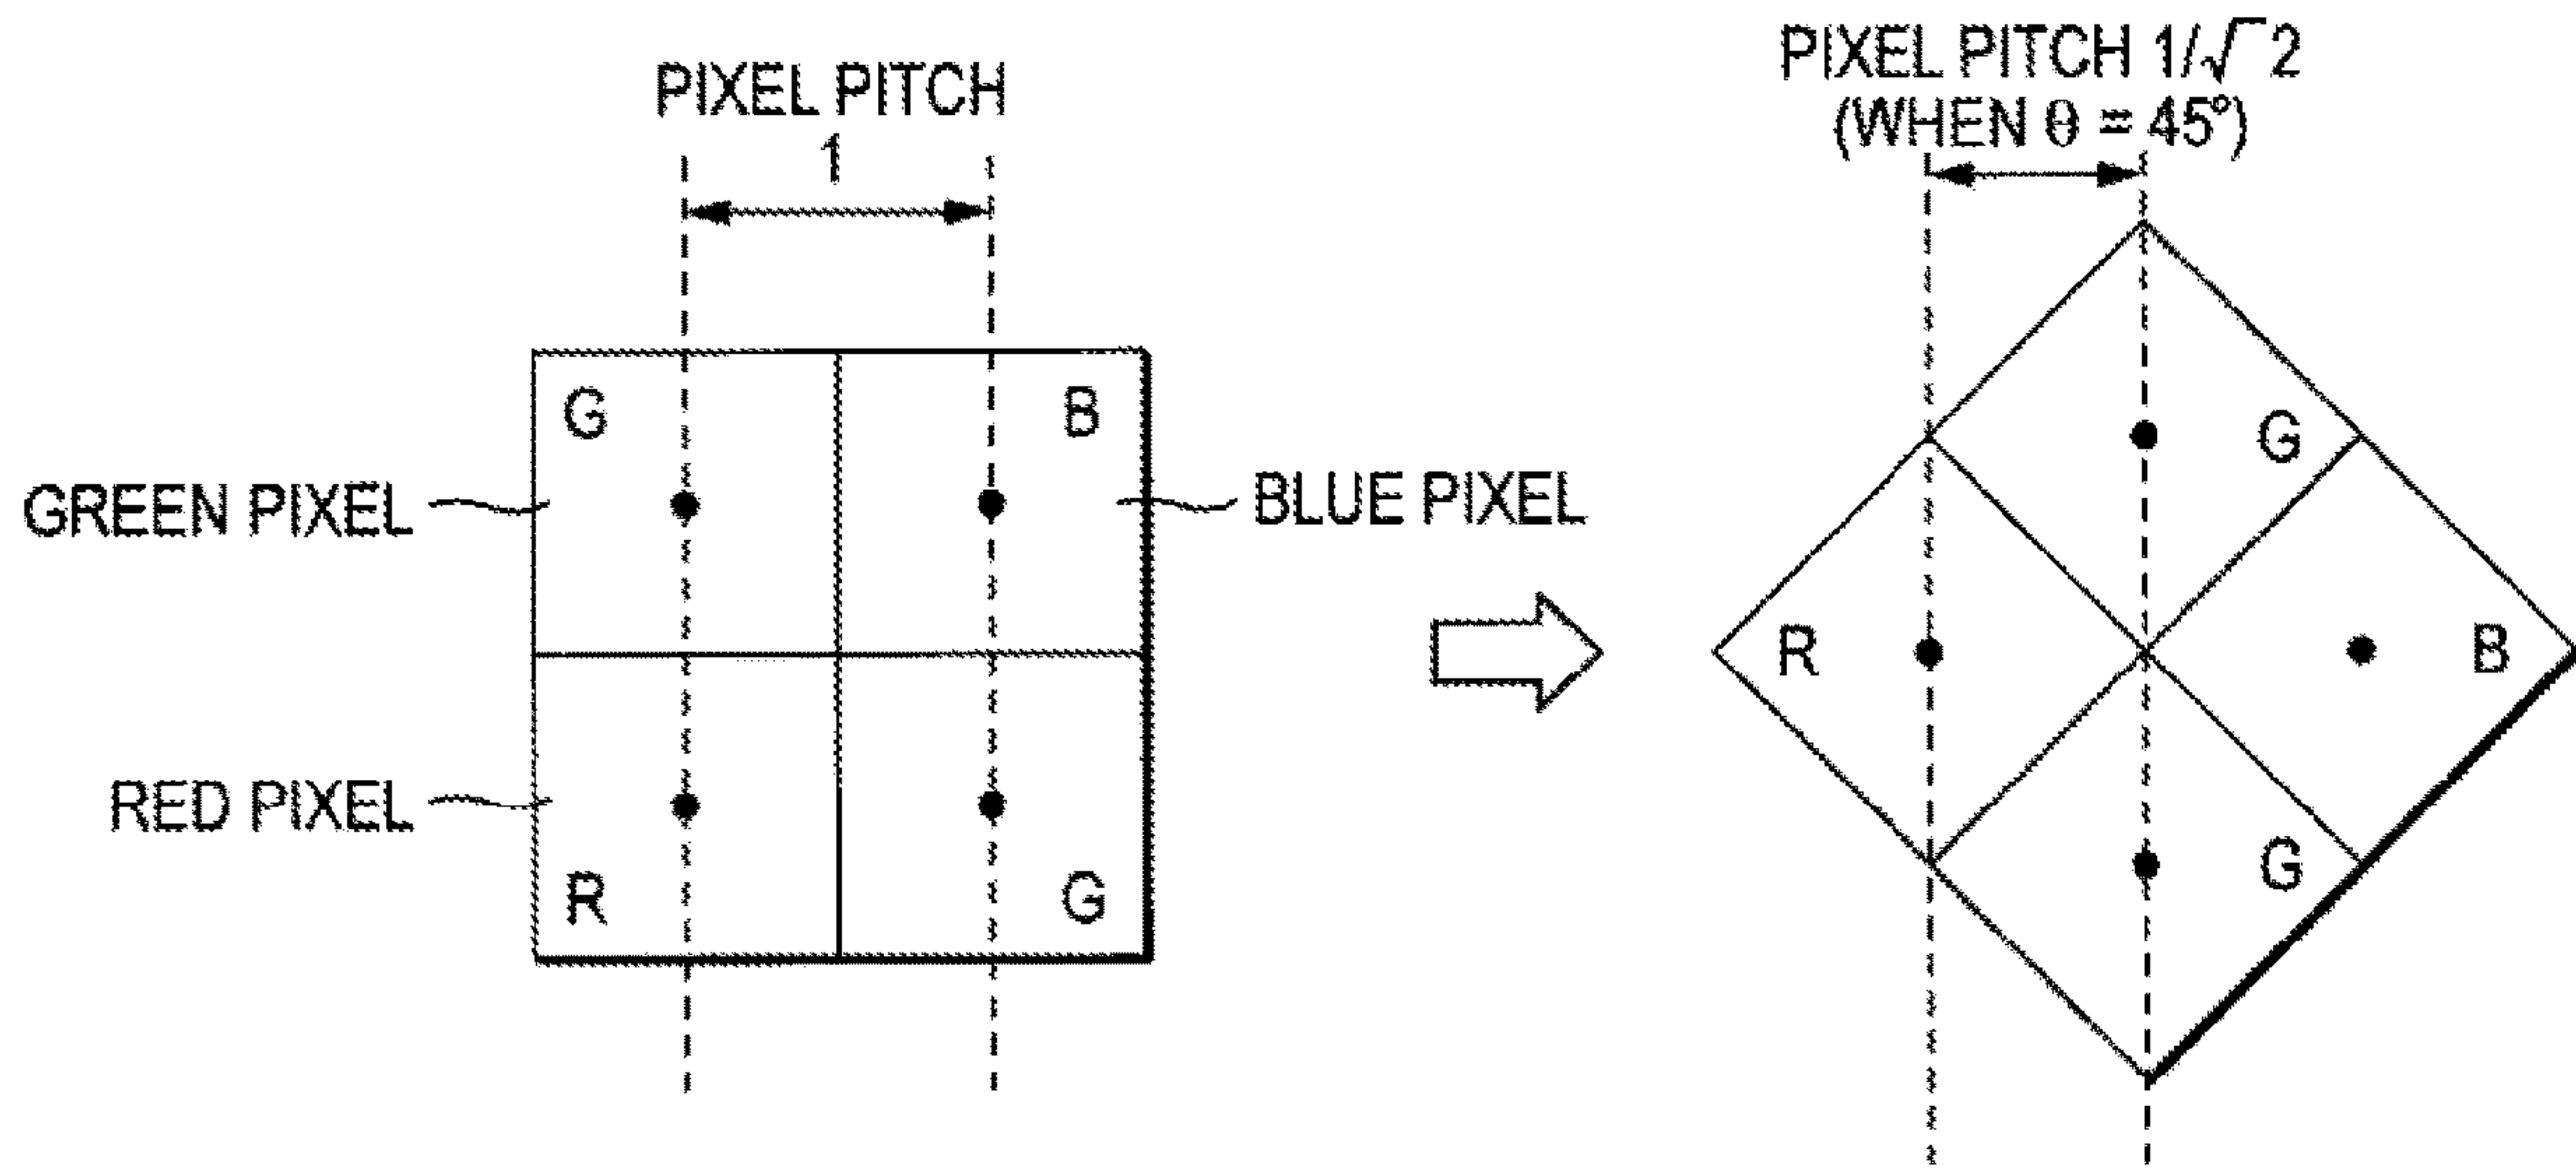 PIXEL PITCH
1
PIXEL PITCH 1/√2
(WHEN θ = 45°)
G
B
GREEN PIXEL
BLUE PIXEL
RED PIXEL
R
G
G
R
B
G